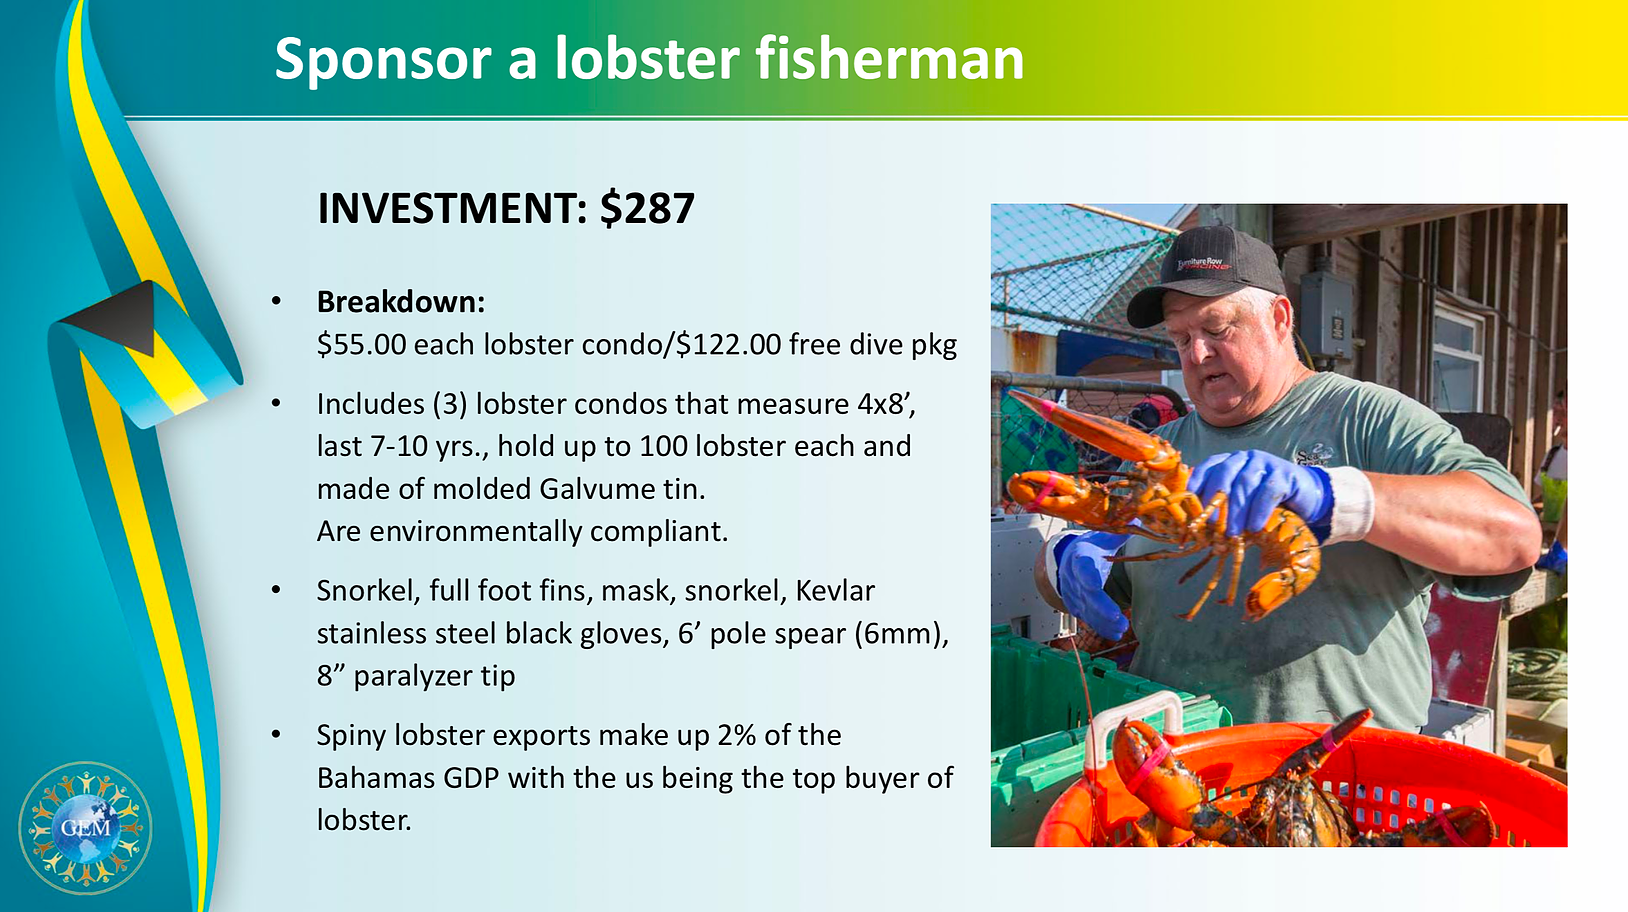 Sponsor a lobster fisherman
INVESTMENT: $287
• Breakdown:
$55.00 each lobster condo/$122.00 free dive pkg
• Includes (3) lobster condos that measure 4x8’,
last 7-10 yrs., hold up to 100 lobster each and
made of molded Galvume tin.
Are environmentally compliant.
• Snorkel, full foot fins, mask, snorkel, Kevlar
stainless steel black gloves, 6’ pole spear (6mm),
8” paralyzer tip
• Spiny lobster exports make up 2% of the
Bahamas GDP with the us being the top buyer of
lobster.
Furniture Row
RACING
Sea
GEM